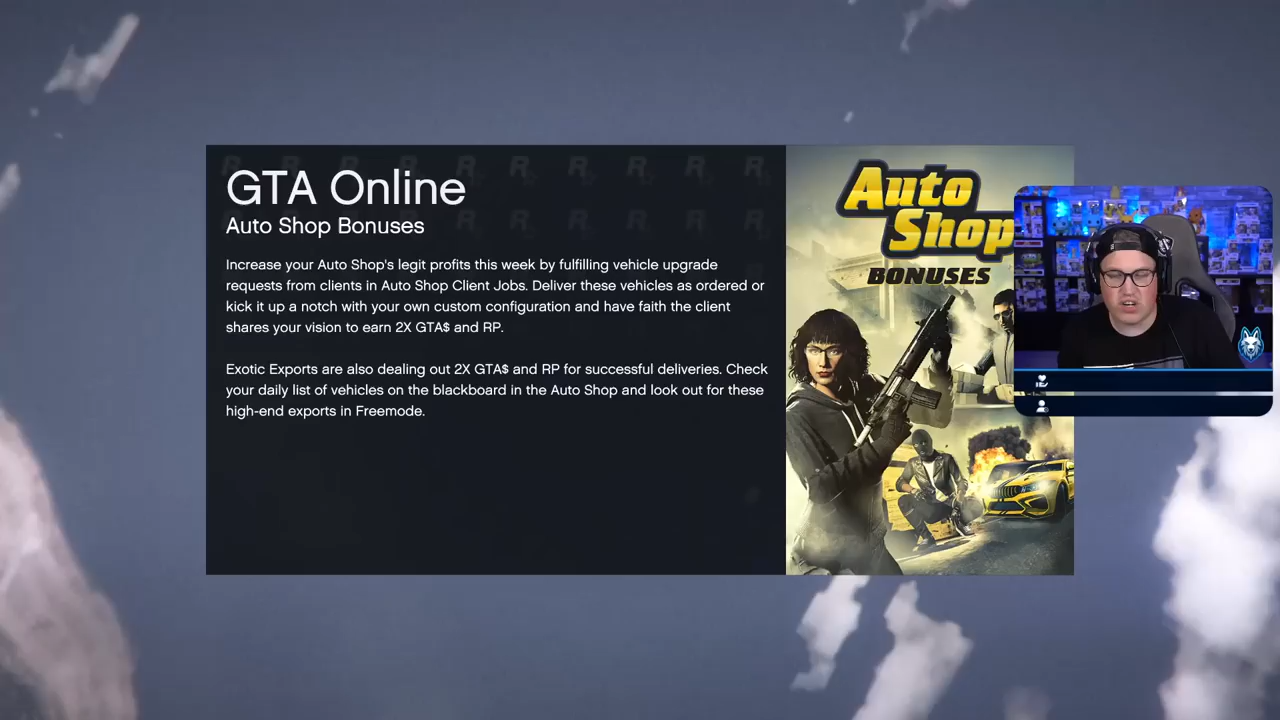 GTA Online
Auto Shop Bonuses
Increase your Auto Shop's legit profits this week by fulfilling vehicle upgrade
requests from clients in Auto Shop Client Jobs. Deliver these vehicles as ordered or
kick it up a notch with your own custom configuration and have faith the client
shares your vision to earn 2X GTA$ and RP.
Exotic Exports are also dealing out 2X GTA$ and RP for successful deliveries. Check
your daily list of vehicles on the blackboard in the Auto Shop and look out for these
high-end exports in Freemode.
Auto
Shop
BONUSES